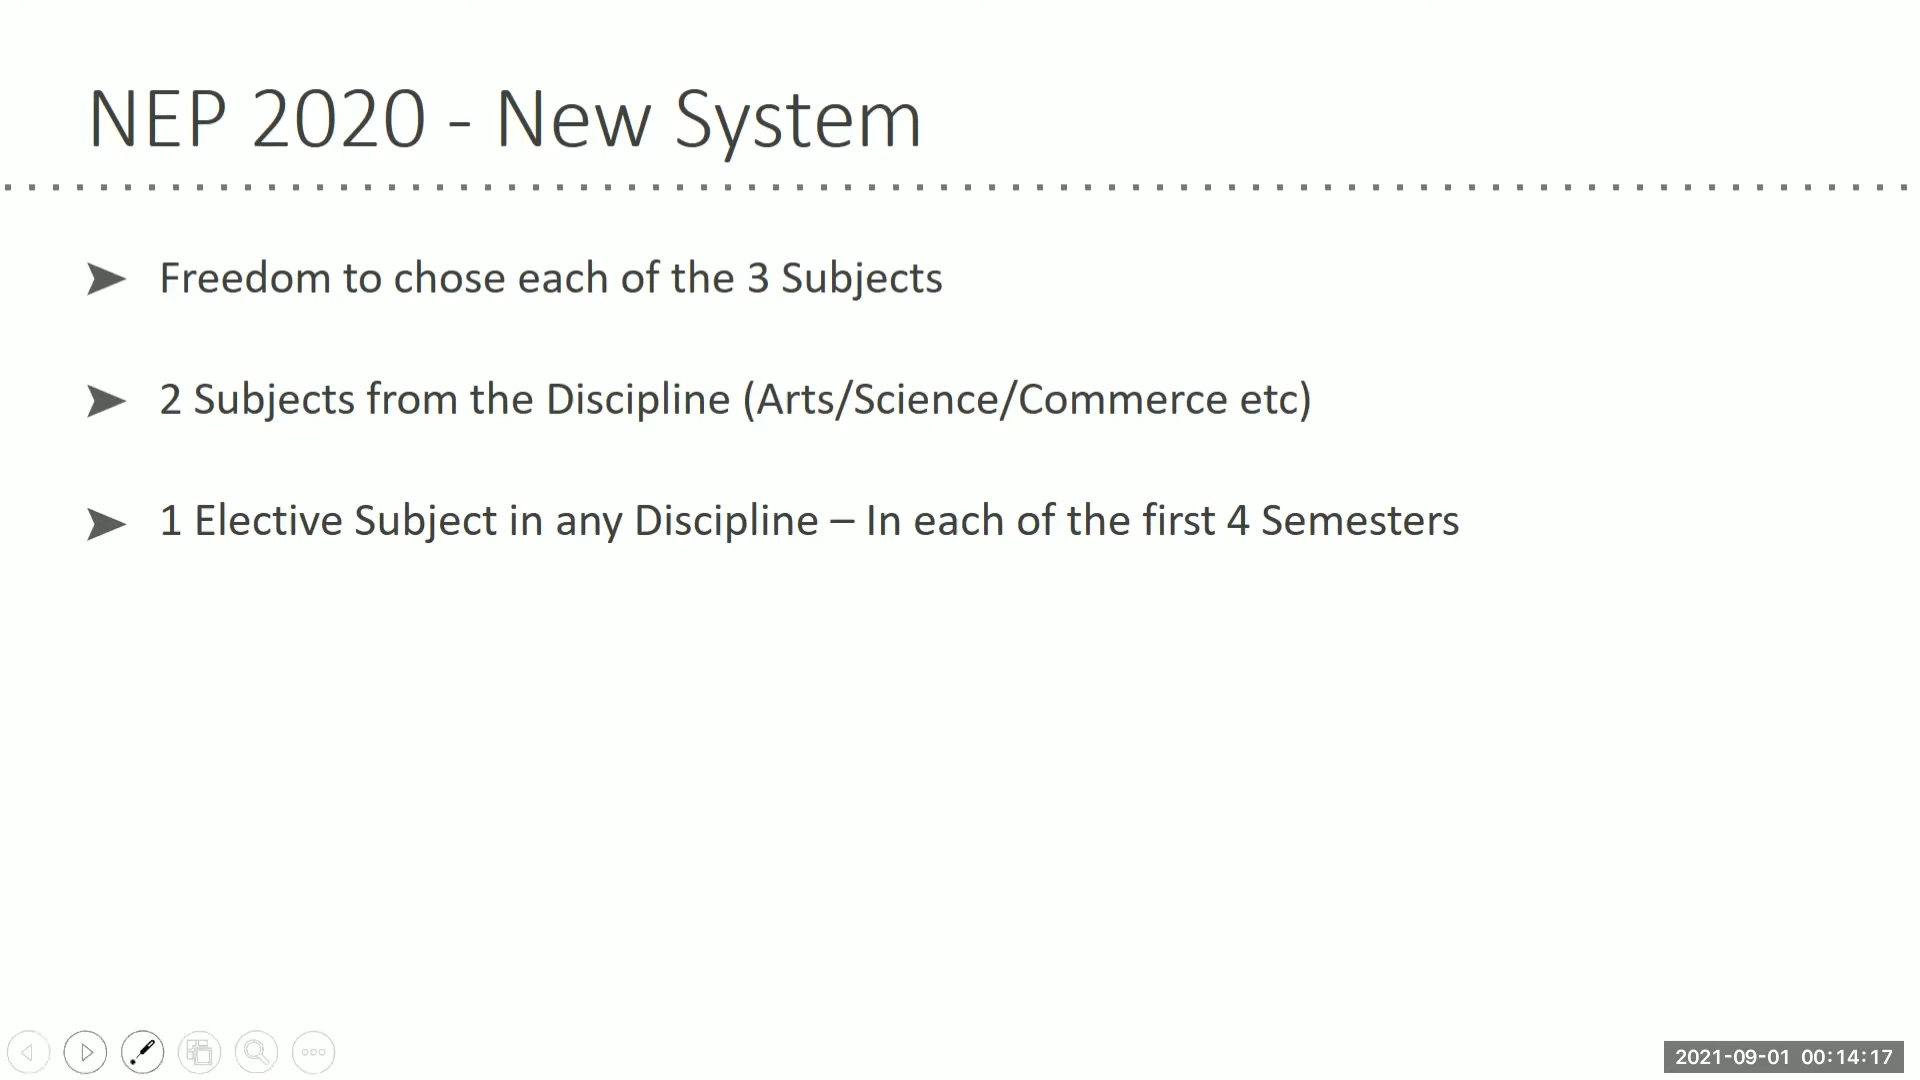 NEP 2020 - New System
Freedom to chose each of the 3 Subjects
2 Subjects from the Discipline (Arts/Science/Commerce etc)
1 Elective Subject in any Discipline – In each of the first 4 Semesters
2021-09-01 00:14:17